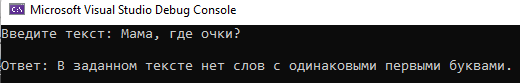 Microsoft Visual Studio Debug Console
Введите текст: Мама, где очки?
Ответ: В заданном тексте нет слов с одинаковыми первыми буквами.